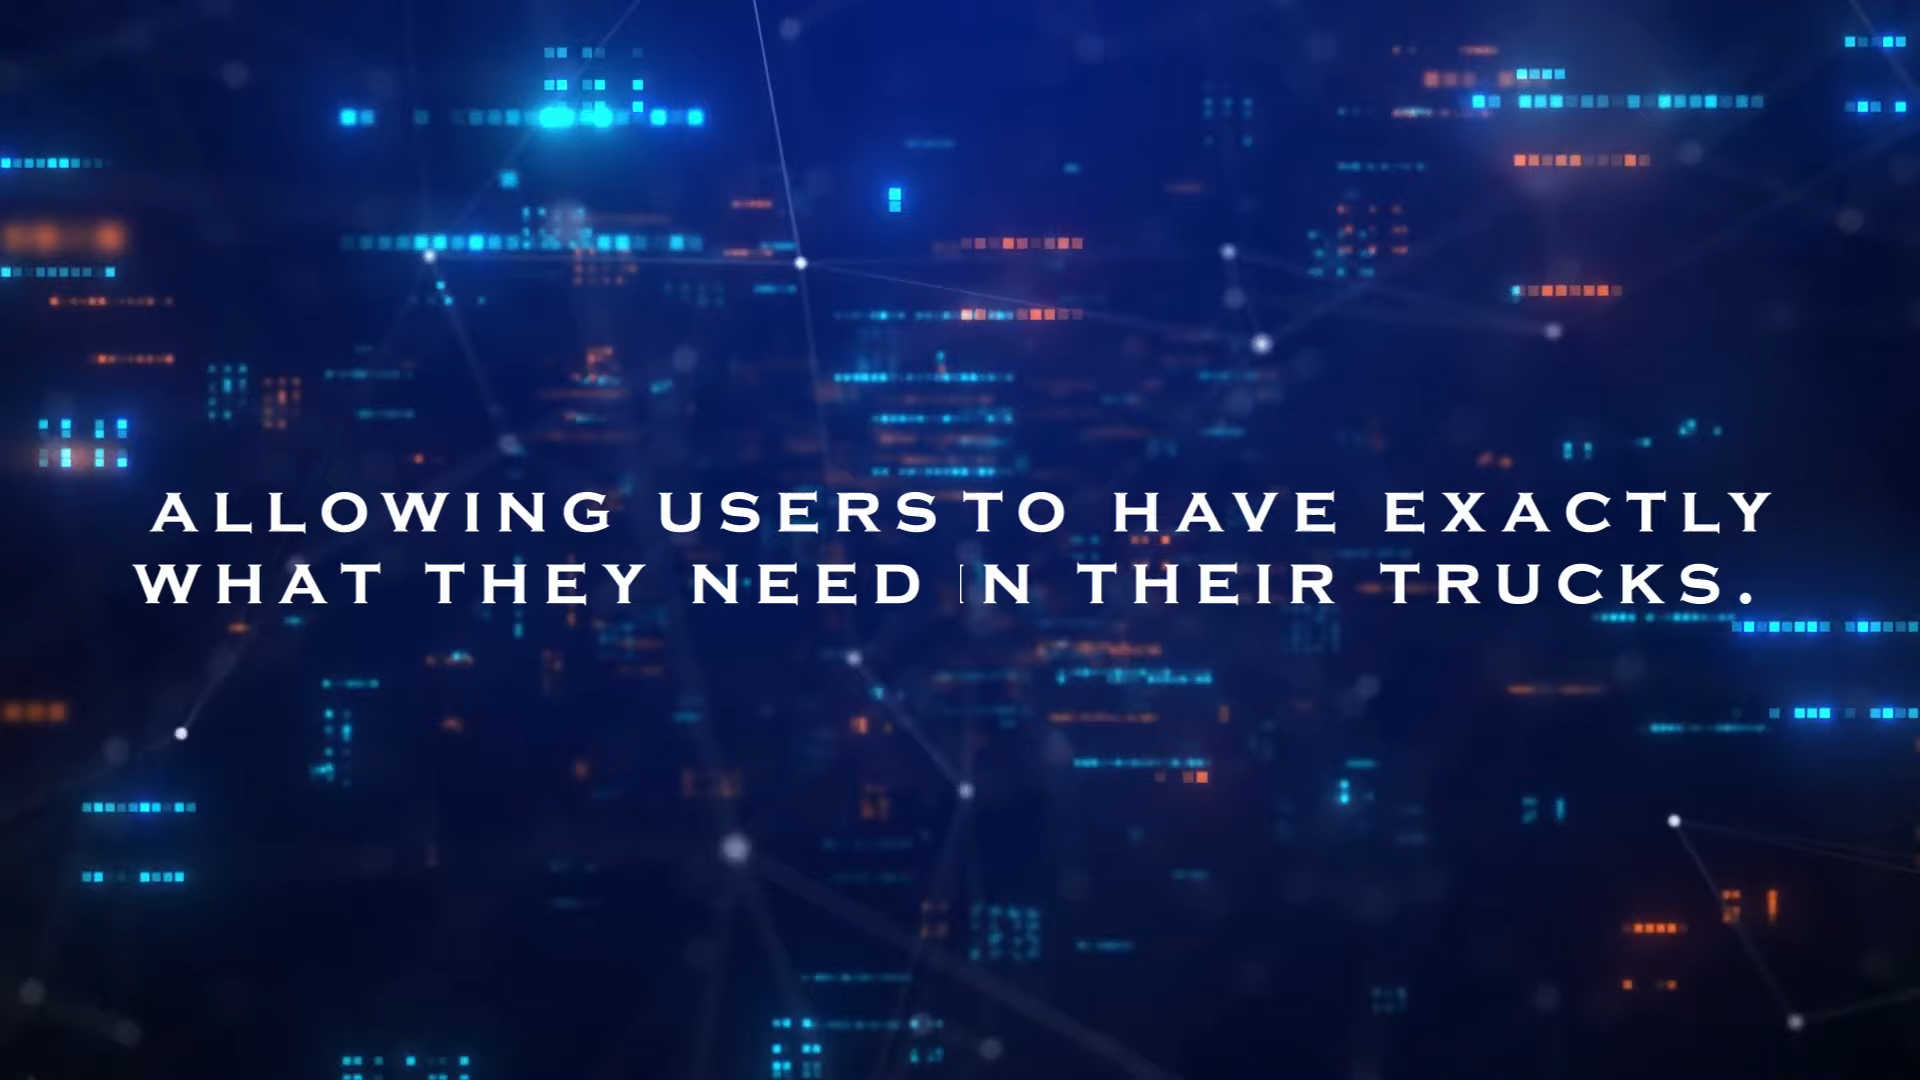 ALLOWING USERS TO HAVE EXACTLY
WHAT THEY NEED IN THEIR TRUCKS.